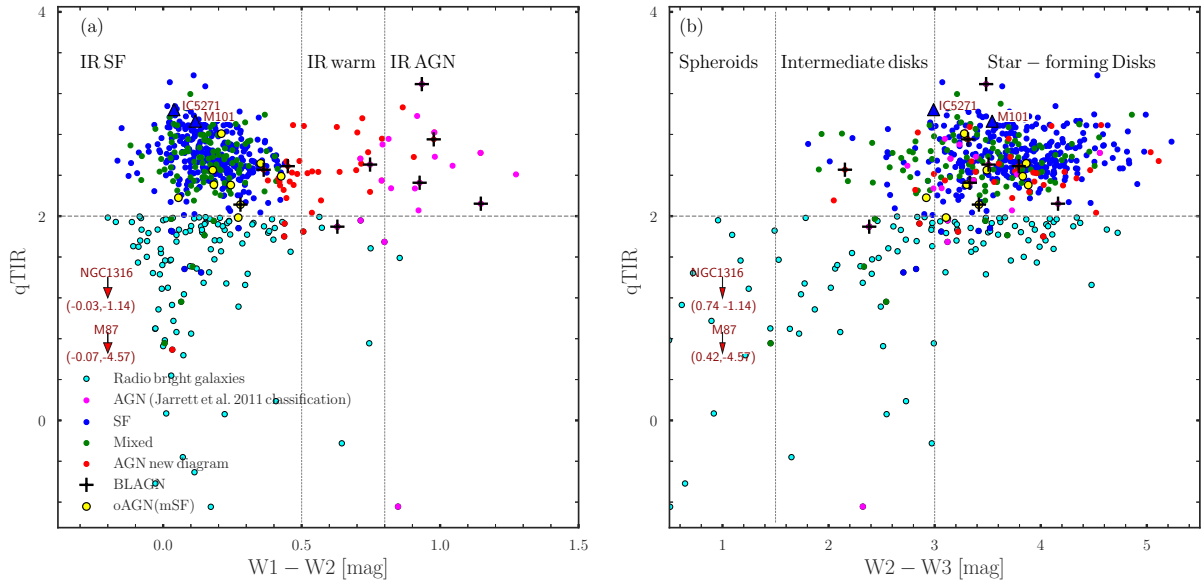 (a)
IR SF
IR warm
IR AGN
IC5271
M101
NGC1316
(-0.03,-1.14)
M87
(-0.07,-4.57)
Radio bright galaxies
AGN (Jarrett et al. 2011 classification)
SF
Mixed
AGN new diagram
BLAGN
oAGN(mSF)
4
2
0
qTIR
0.0 0.5 1.0 1.5
W1 − W2 [mag]
(b)
Spheroids
Intermediate disks
Star − forming Disks
IC5271
M101
NGC1316
(0.74 -1.14)
M87
(0.42,-4.57)
4
2
0
qTIR
1 2 3 4 5
W2 − W3 [mag]